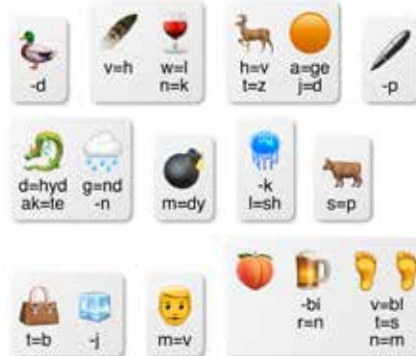 -d
v=h w=l
n=k
h=v a=ge
t=z j=d
-p
d=hyd g=nd
ak=te -n
m=dy
-k
l=sh
s=p
t=b -j
m=v
-bi v=bl
r=n t=s
n=m